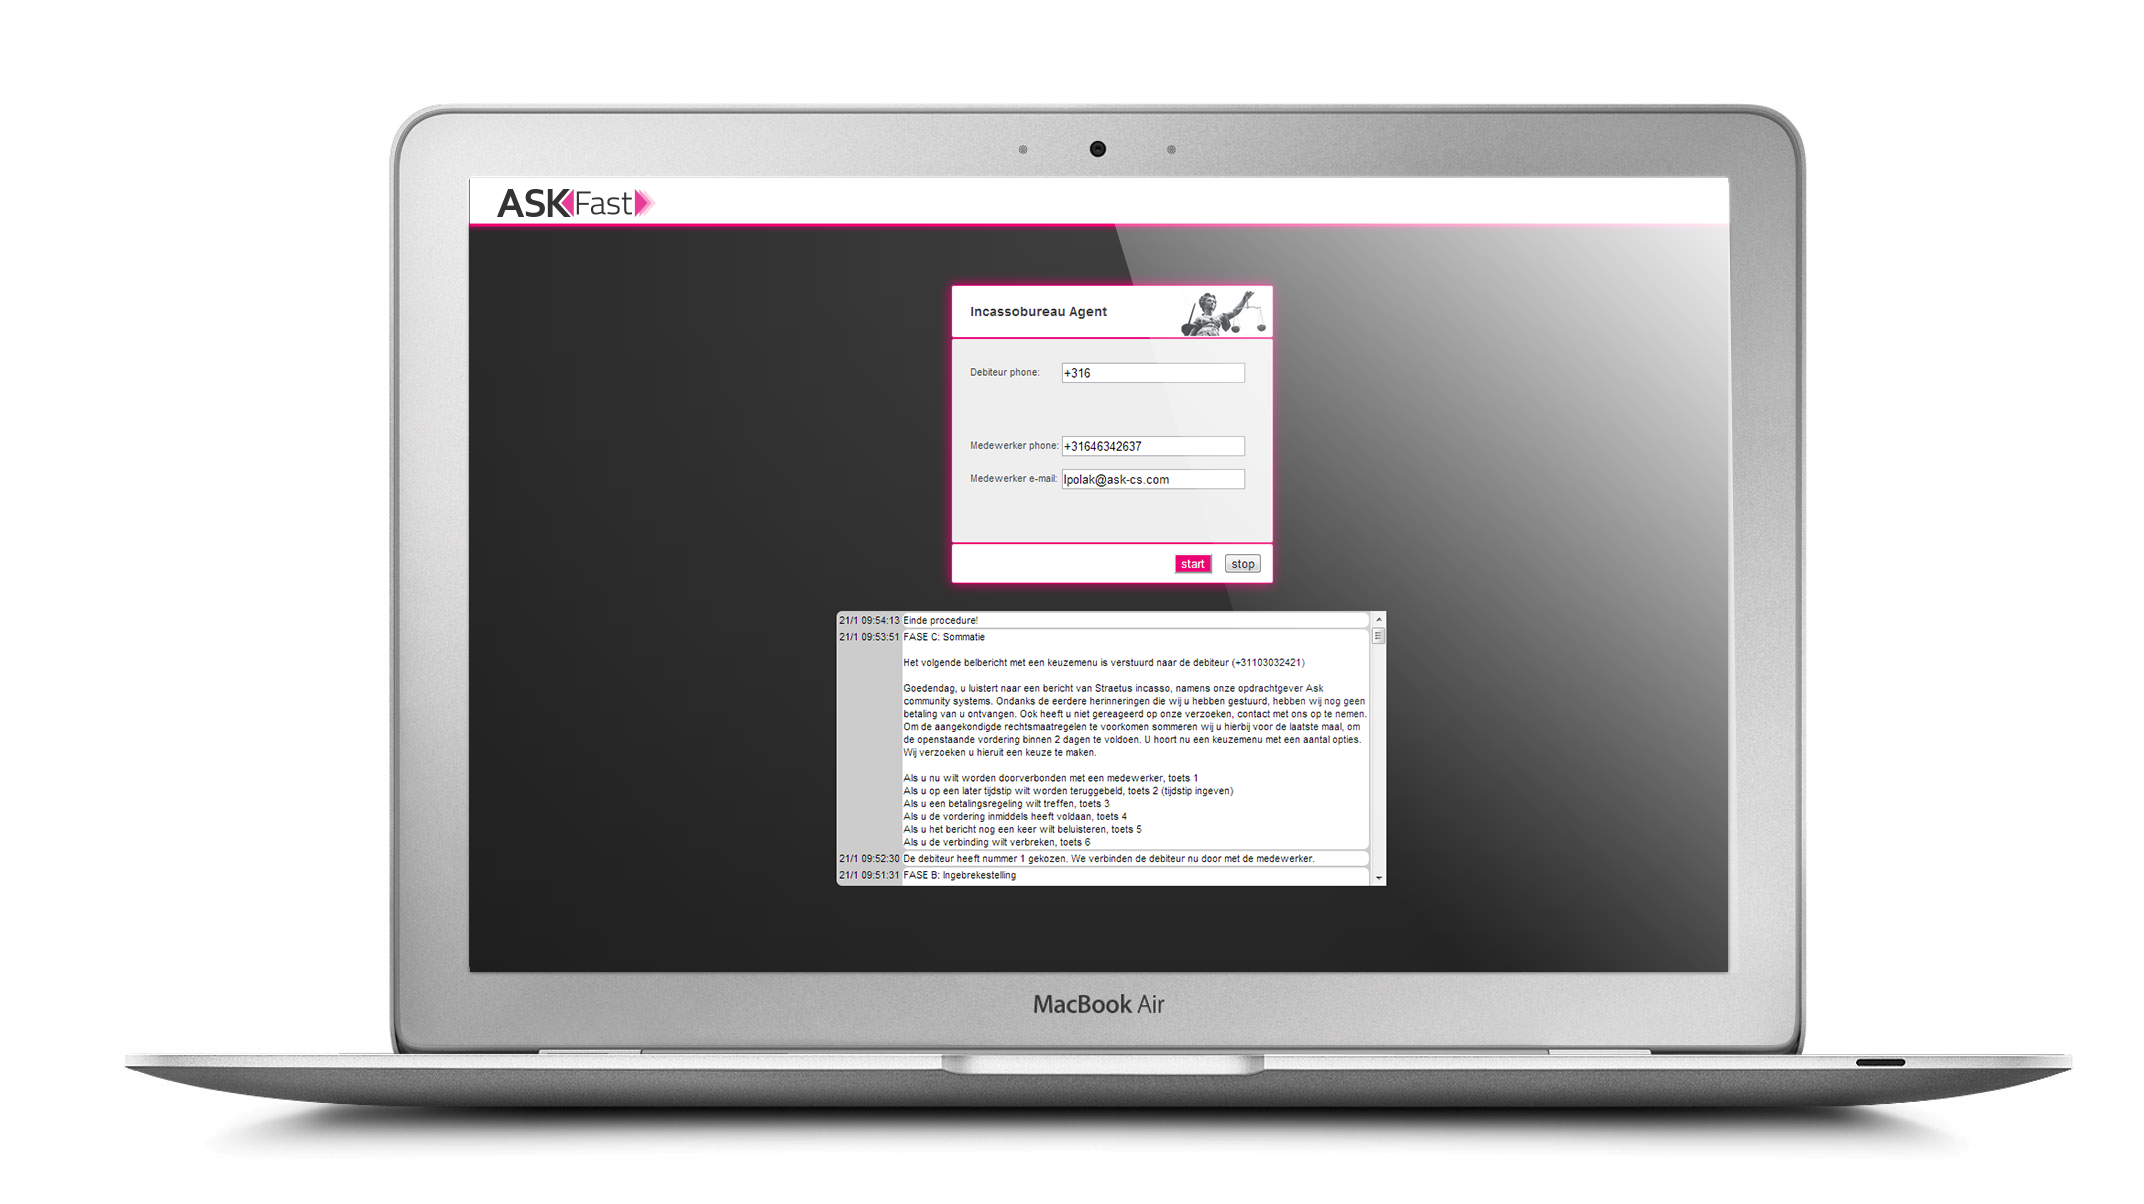 ASK Fast
Incassobureau Agent
Debiteur phone: +316
Medewerker phone: +31646342637
Medewerker e-mail: lpolak@ask-cs.com
start stop
21/1 09:54:13 Einde procedure!
21/1 09:53:51 FASE C: Sommatie
Het volgende belbericht met een keuzemenu is verstuurd naar de debiteur (+31103032421)
Goedendag, u luistert naar een bericht van Straetus incasso, namens onze opdrachtgever Ask
community systems. Ondanks de eerdere herinneringen die wij u hebben gestuurd, hebben wij nog geen
betaling van u ontvangen. Ook heeft u niet gereageerd op onze verzoeken, contact met ons op te nemen.
Om de aangekondigde rechtsmaatregelen te voorkomen sommeren wij u hierbij voor de laatste maal, om
de openstaande vordering binnen 2 dagen te voldoen. U hoort nu een keuzemenu met een aantal opties.
Wij verzoeken u hieruit een keuze te maken.
Als u nu wilt worden doorverbonden met een medewerker, toets 1
Als u op een later tijdstip wilt worden teruggebeld, toets 2 (tijdstip ingeven)
Als u een betalingsregeling wilt treffen, toets 3
Als u de vordering inmiddels heeft voldaan, toets 4
Als u het bericht nog een keer wilt beluisteren, toets 5
Als u de verbinding wilt verbreken, toets 6
21/1 09:52:30 De debiteur heeft nummer 1 gekozen. We verbinden de debiteur nu door met de medewerker.
21/1 09:51:31 FASE B: Ingebrekestelling
MacBook Air